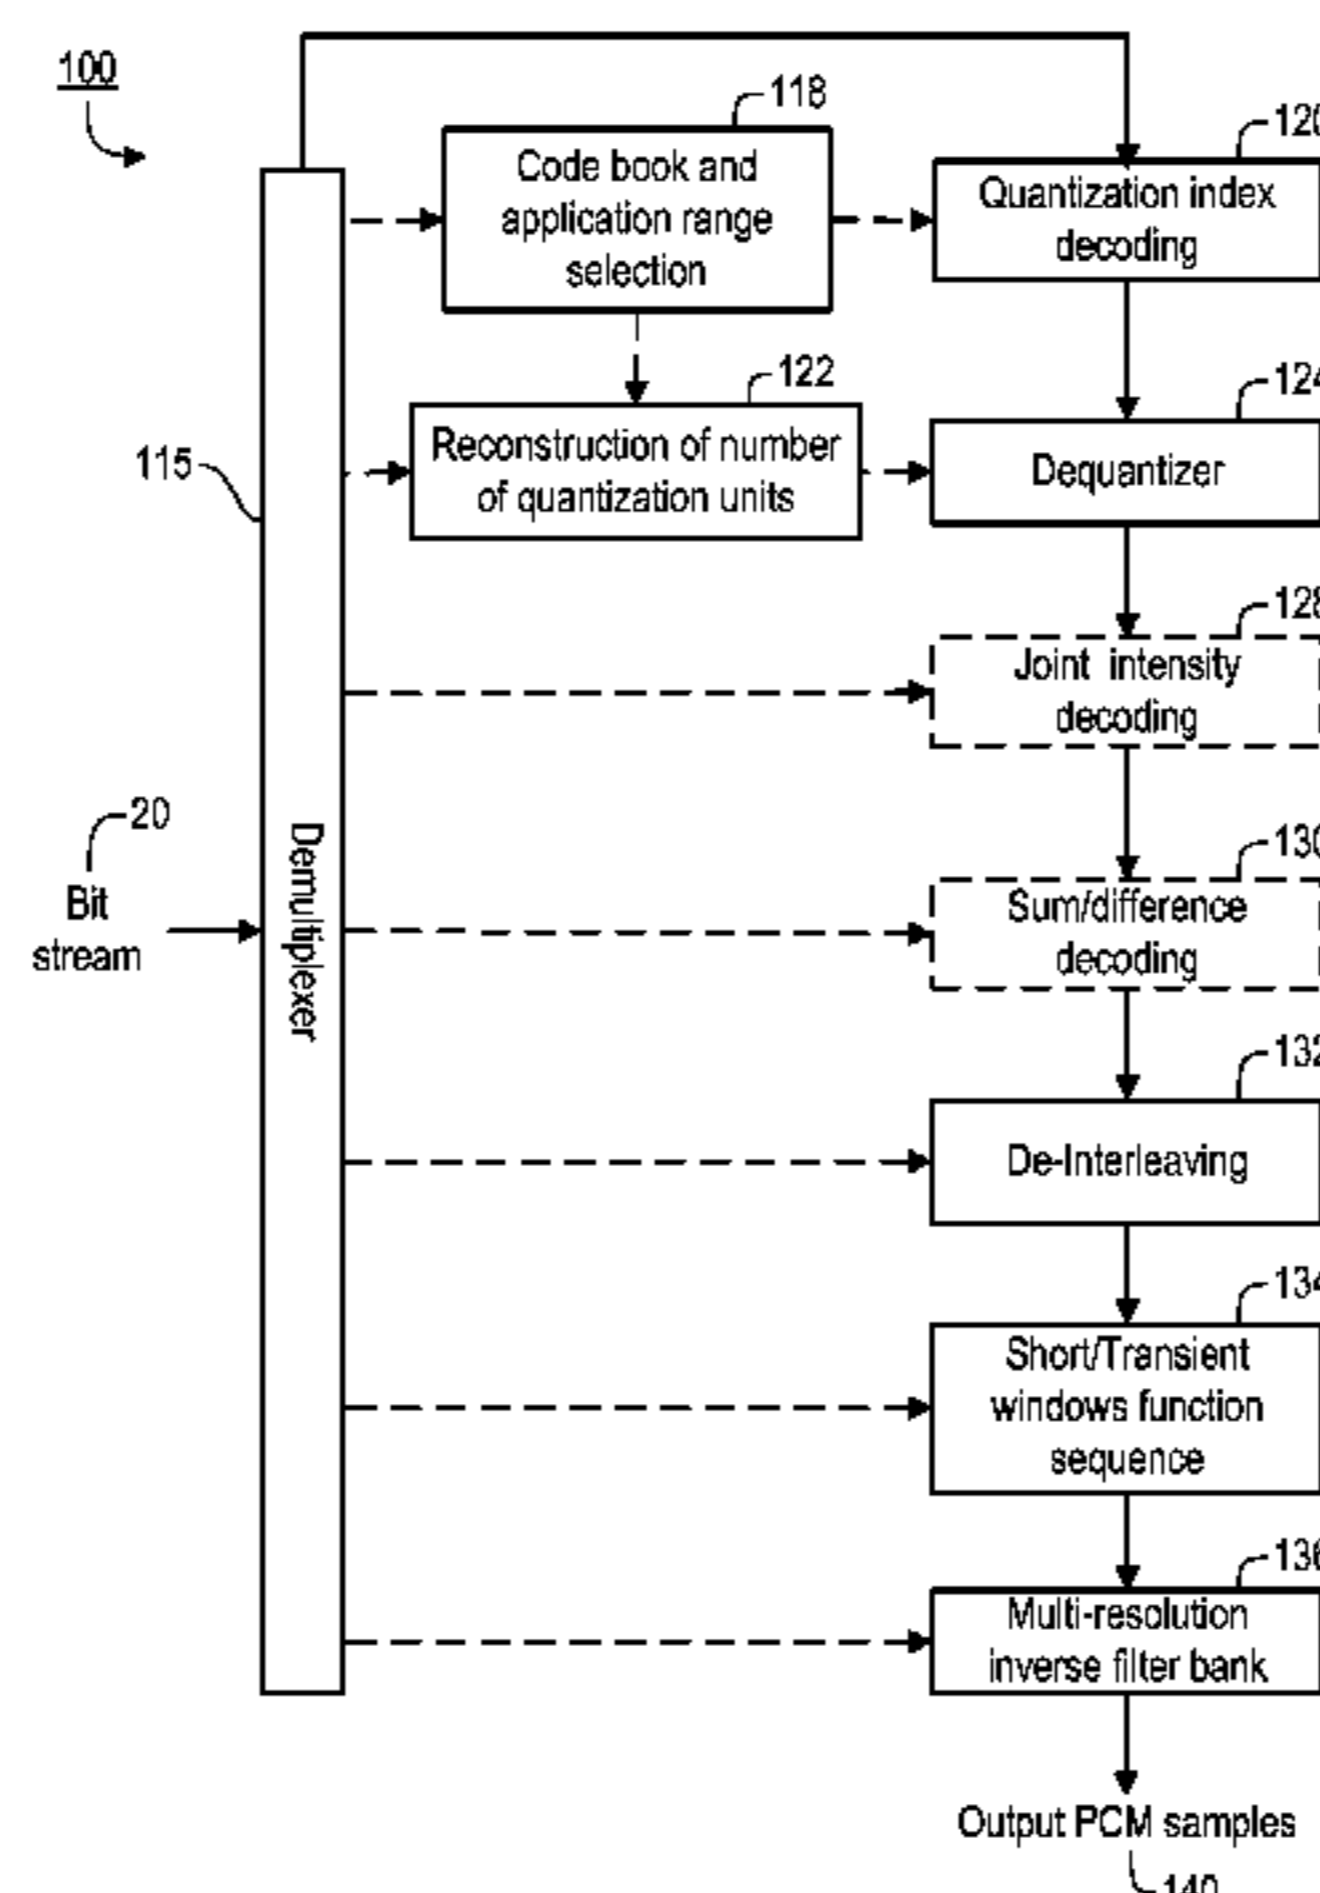 100
118
Code book and
application range
selection
120
Quantization index
decoding
122
Reconstruction of number
of quantization units
124
Dequantizer
115
128
Joint intensity
decoding
20
Bit
stream
Demultiplexer
130
Sum/difference
decoding
132
De-Interleaving
134
Short/Transient
windows function
sequence
136
Multi-resolution
inverse filter bank
Output PCM samples
140